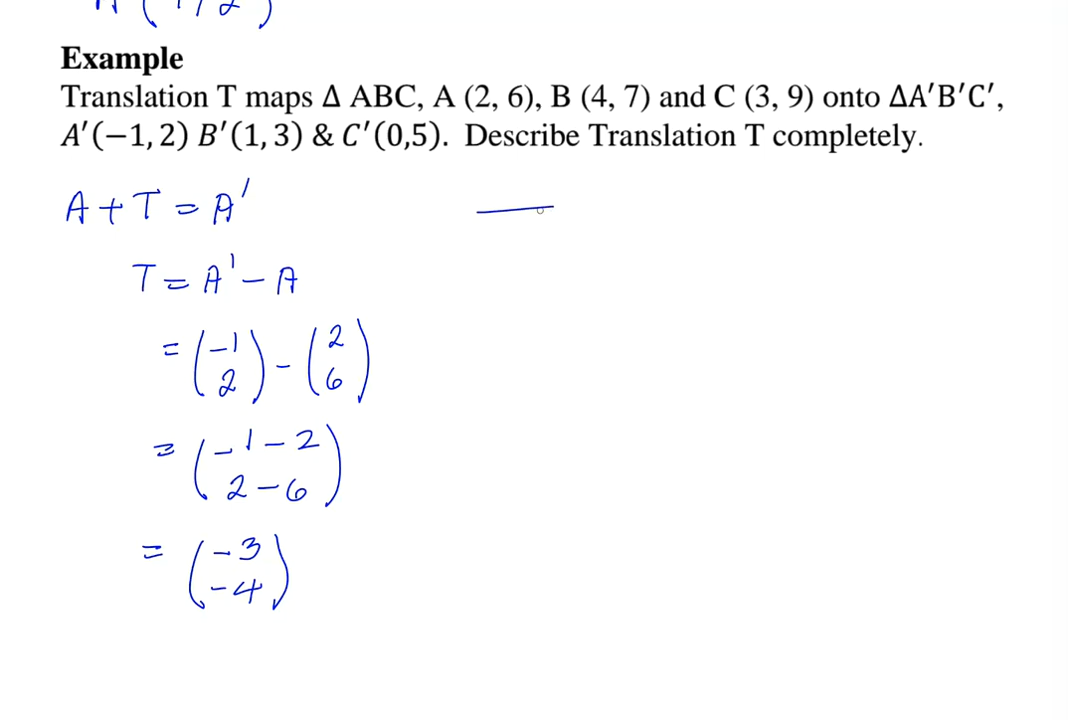 Example
Translation T maps Δ ABC, A (2, 6), B (4, 7) and C (3, 9) onto ΔA′B′C′,
A′(−1, 2) B′(1, 3) & C′(0,5). Describe Translation T completely.
A + T = A′
T = A′ − A
= (−1 2) − (2 6)
= (−1−2 2−6)
= (−3 −4)